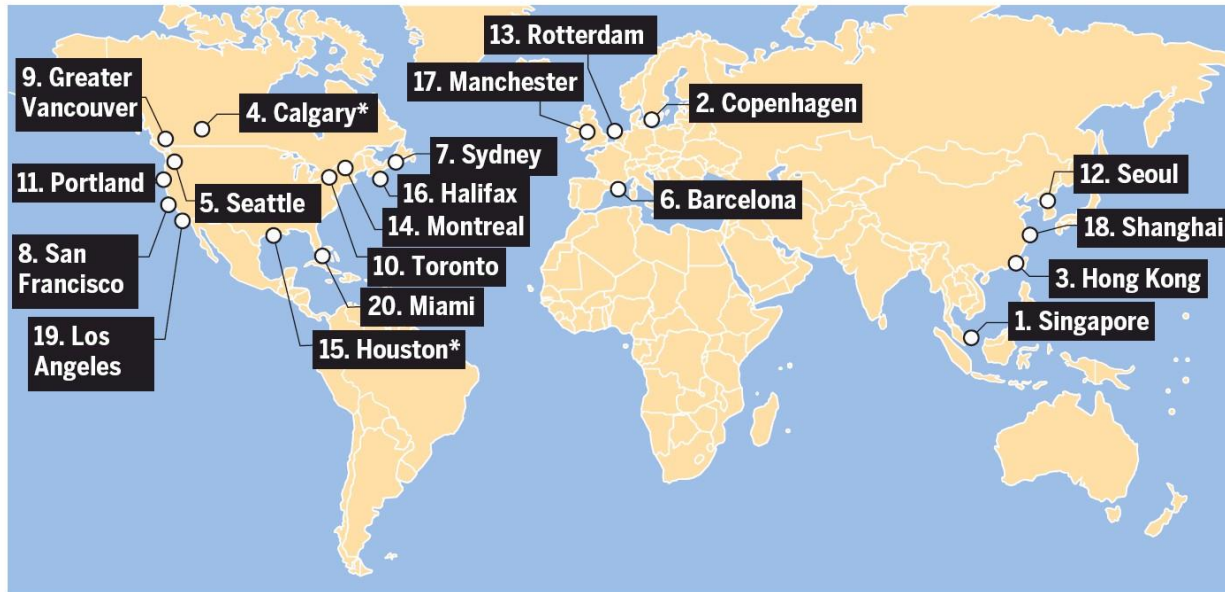 13. Rotterdam
17. Manchester
2. Copenhagen
9. Greater
Vancouver
4. Calgary*
7. Sydney
16. Halifax
14. Montreal
11. Portland
5. Seattle
6. Barcelona
12. Seoul
18. Shanghai
8. San
Francisco
10. Toronto
3. Hong Kong
20. Miami
1. Singapore
19. Los
Angeles
15. Houston*